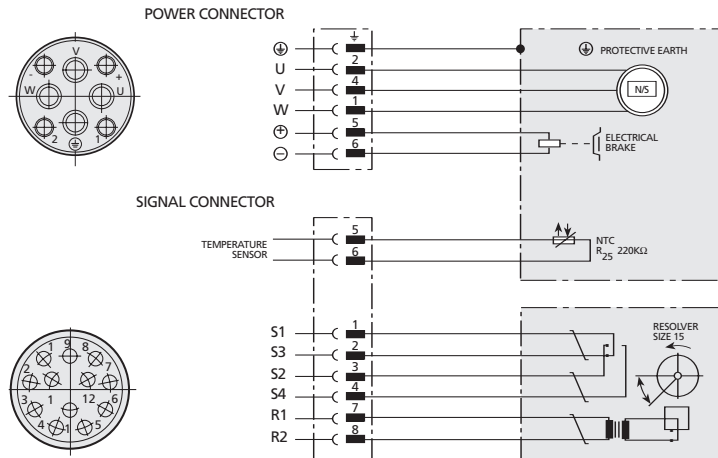 POWER CONNECTOR
V
-
+
W
U
2
1
U
2
V
4
W
1
+
5
−
6
PROTECTIVE EARTH
N/S
ELECTRICAL
BRAKE
SIGNAL CONNECTOR
TEMPERATURE
SENSOR
5
6
NTC
R25 220KΩ
1
9
8
2
7
1
12
6
3
4
1
5
S1
1
S3
2
S2
3
S4
4
R1
7
R2
8
RESOLVER
SIZE 15